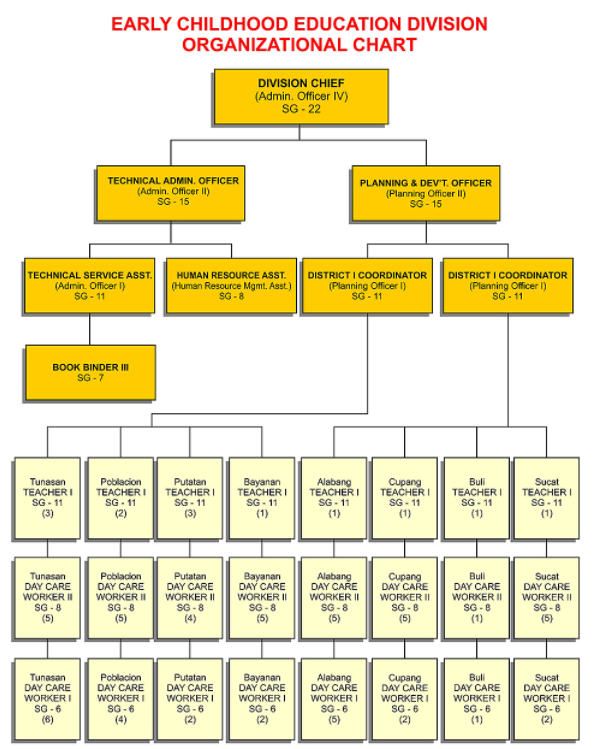 EARLY CHILDHOOD EDUCATION DIVISION
ORGANIZATIONAL CHART
DIVISION CHIEF
(Admin. Officer IV)
SG - 22
TECHNICAL ADMIN. OFFICER
(Admin. Officer II)
SG - 15
PLANNING & DEV'T. OFFICER
(Planning Officer II)
SG - 15
TECHNICAL SERVICE ASST.
(Admin. Officer I)
SG - 11
HUMAN RESOURCE ASST.
(Human Resource Mgmt. Asst.)
SG - 8
DISTRICT I COORDINATOR
(Planning Officer I)
SG - 11
DISTRICT I COORDINATOR
(Planning Officer I)
SG - 11
BOOK BINDER III
SG - 7
Tunasan
TEACHER I
SG - 11
(3)
Poblacion
TEACHER I
SG - 11
(2)
Putatan
TEACHER I
SG - 11
(3)
Bayanan
TEACHER I
SG - 11
(1)
Alabang
TEACHER I
SG - 11
(1)
Cupang
TEACHER I
SG - 11
(1)
Buli
TEACHER I
SG - 11
(1)
Sucat
TEACHER I
SG - 11
(1)
Tunasan
DAY CARE
WORKER II
SG - 8
(5)
Poblacion
DAY CARE
WORKER II
SG - 8
(5)
Putatan
DAY CARE
WORKER II
SG - 8
(4)
Bayanan
DAY CARE
WORKER II
SG - 8
(5)
Alabang
DAY CARE
WORKER II
SG - 8
(5)
Cupang
DAY CARE
WORKER II
SG - 8
(5)
Buli
DAY CARE
WORKER II
SG - 8
(1)
Sucat
DAY CARE
WORKER II
SG - 8
(5)
Tunasan
DAY CARE
WORKER I
SG - 6
(6)
Poblacion
DAY CARE
WORKER I
SG - 6
(4)
Putatan
DAY CARE
WORKER I
SG - 6
(2)
Bayanan
DAY CARE
WORKER I
SG - 6
(2)
Alabang
DAY CARE
WORKER I
SG - 6
(5)
Cupang
DAY CARE
WORKER I
SG - 6
(2)
Buli
DAY CARE
WORKER I
SG - 6
(1)
Sucat
DAY CARE
WORKER I
SG - 6
(2)